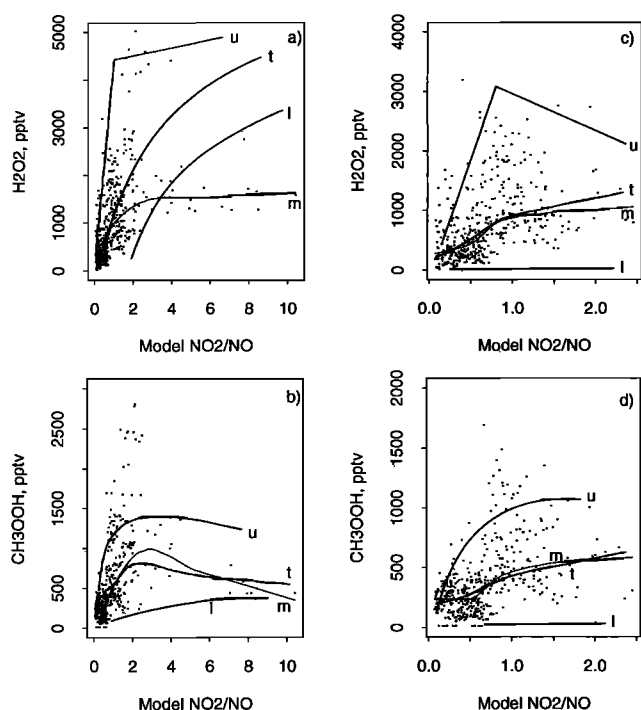 a)
H2O2, pptv
5000
3000
1000
0
u
t
l
m
0 2 4 6 8 10
Model NO2/NO
c)
H2O2, pptv
4000
3000
2000
1000
0
u
t
m
l
0.0 1.0 2.0
Model NO2/NO
b)
CH3OOH, pptv
2500
1500
500
0
u
t
l
m
0 2 4 6 8 10
Model NO2/NO
d)
CH3OOH, pptv
2000
1500
1000
500
0
u
m
t
l
0.0 1.0 2.0
Model NO2/NO